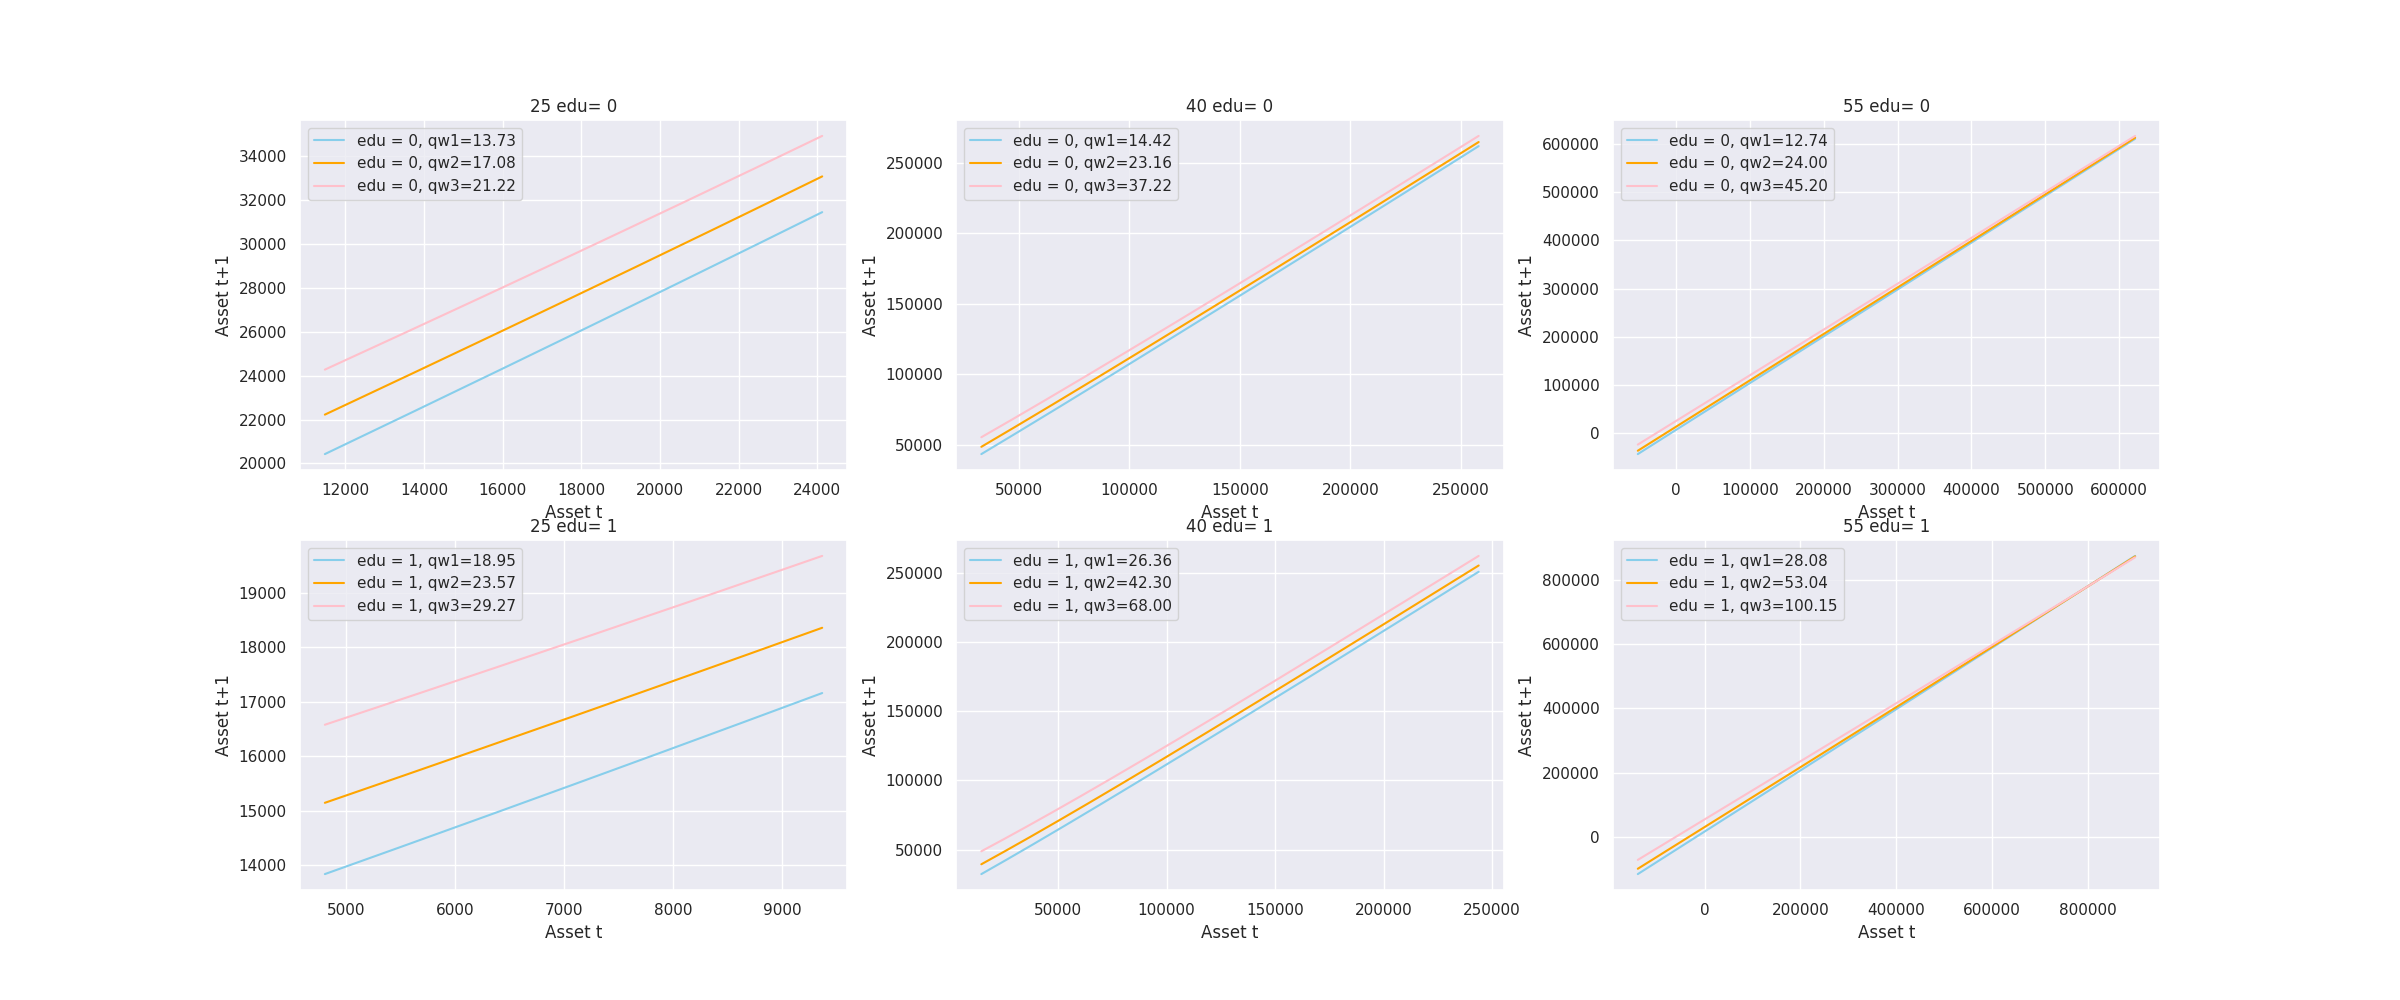 25 edu= 0
edu = 0, qw1=13.73
edu = 0, qw2=17.08
edu = 0, qw3=21.22
34000
32000
30000
28000
26000
24000
22000
20000
Asset t+1
12000 14000 16000 18000 20000 22000 24000
Asset t
40 edu= 0
edu = 0, qw1=14.42
edu = 0, qw2=23.16
edu = 0, qw3=37.22
250000
200000
150000
100000
50000
Asset t+1
50000 100000 150000 200000 250000
Asset t
55 edu= 0
edu = 0, qw1=12.74
edu = 0, qw2=24.00
edu = 0, qw3=45.20
600000
500000
400000
300000
200000
100000
0
Asset t+1
0 100000 200000 300000 400000 500000 600000
Asset t
25 edu= 1
edu = 1, qw1=18.95
edu = 1, qw2=23.57
edu = 1, qw3=29.27
19000
18000
17000
16000
15000
14000
Asset t+1
5000 6000 7000 8000 9000
Asset t
40 edu= 1
edu = 1, qw1=26.36
edu = 1, qw2=42.30
edu = 1, qw3=68.00
250000
200000
150000
100000
50000
Asset t+1
50000 100000 150000 200000 250000
Asset t
55 edu= 1
edu = 1, qw1=28.08
edu = 1, qw2=53.04
edu = 1, qw3=100.15
800000
600000
400000
200000
0
Asset t+1
0 200000 400000 600000 800000
Asset t